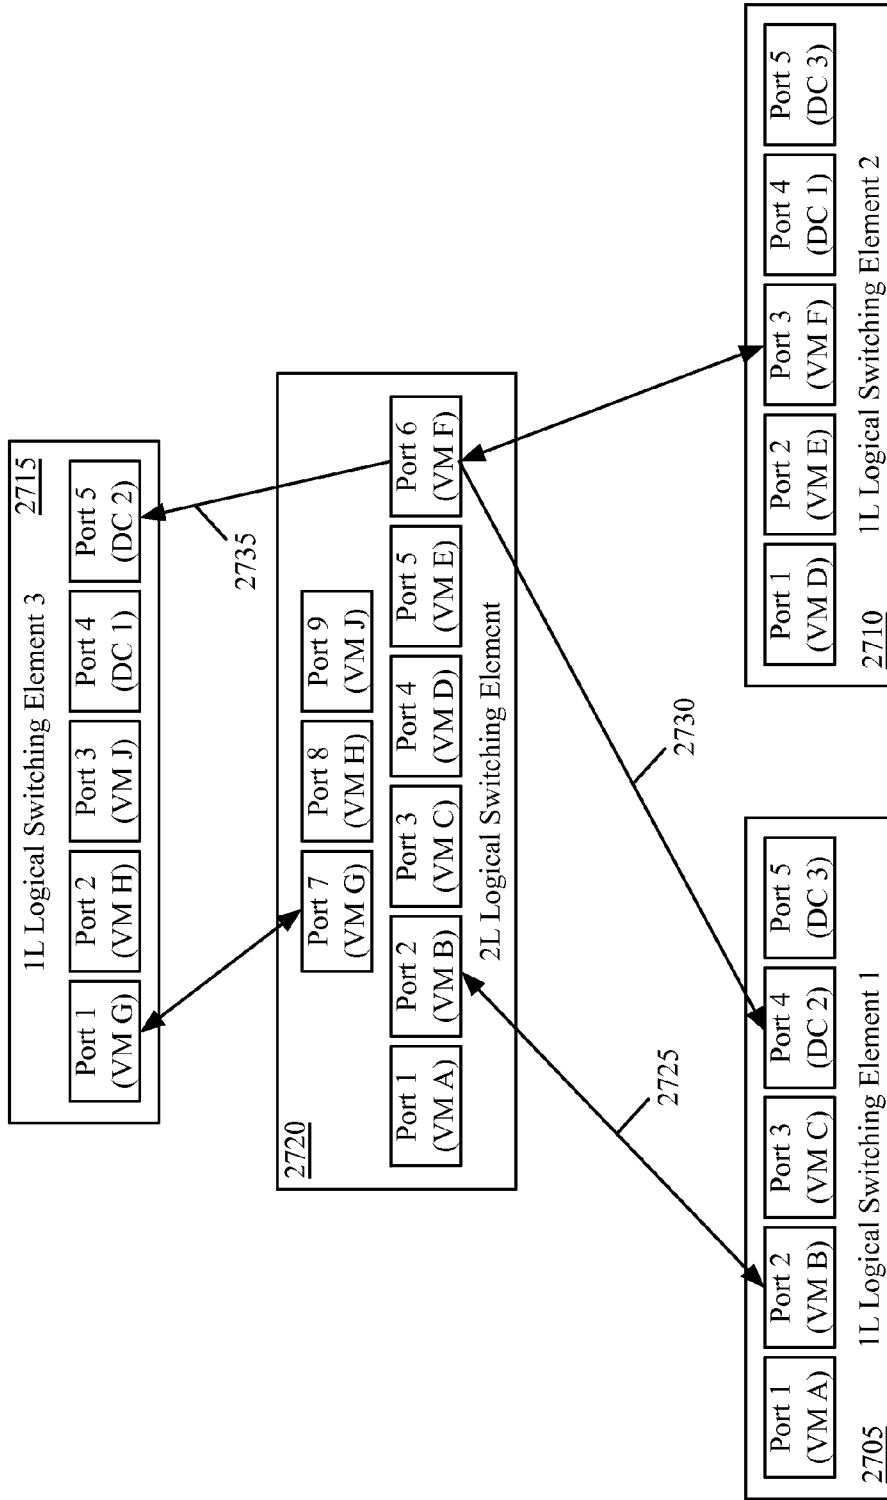 1L Logical Switching Element 3
2715
Port 1
(VM G)
Port 2
(VM H)
Port 3
(VM J)
Port 4
(DC 1)
Port 5
(DC 2)
2735
2720
Port 7
(VM G)
Port 8
(VM H)
Port 9
(VM J)
Port 1
(VM A)
Port 2
(VM B)
Port 3
(VM C)
Port 4
(VM D)
Port 5
(VM E)
Port 6
(VM F)
2L Logical Switching Element
2725
2730
Port 1
(VM A)
Port 2
(VM B)
Port 3
(VM C)
Port 4
(DC 2)
Port 5
(DC 3)
2705
1L Logical Switching Element 1
Port 1
(VM D)
Port 2
(VM E)
Port 3
(VM F)
Port 4
(DC 1)
Port 5
(DC 3)
2710
1L Logical Switching Element 2